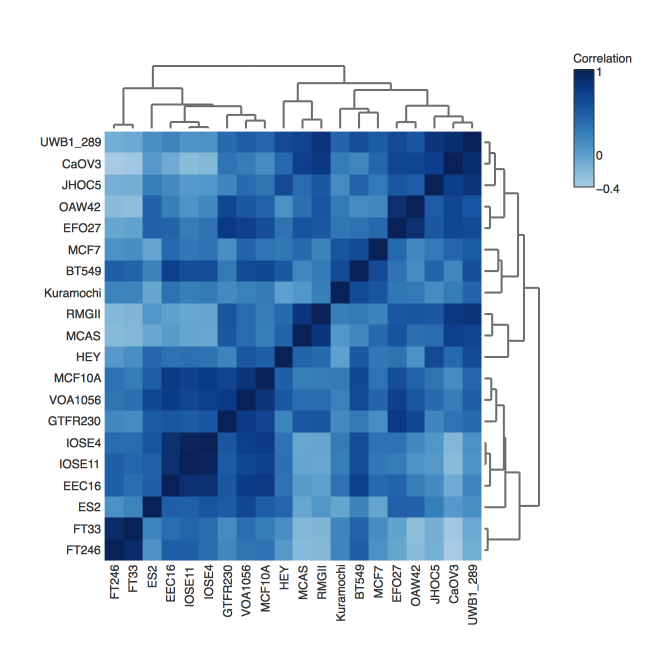 Correlation
1
0
−0.4
UWB1_289
CaOV3
JHOC5
OAW42
EFO27
MCF7
BT549
Kuramochi
RMGII
MCAS
HEY
MCF10A
VOA1056
GTFR230
IOSE4
IOSE11
EEC16
ES2
FT33
FT246
FT246
FT33
ES2
EEC16
IOSE11
IOSE4
GTFR230
VOA1056
MCF10A
HEY
MCAS
RMGII
Kuramochi
BT549
MCF7
EFO27
OAW42
JHOC5
CaOV3
UWB1_289